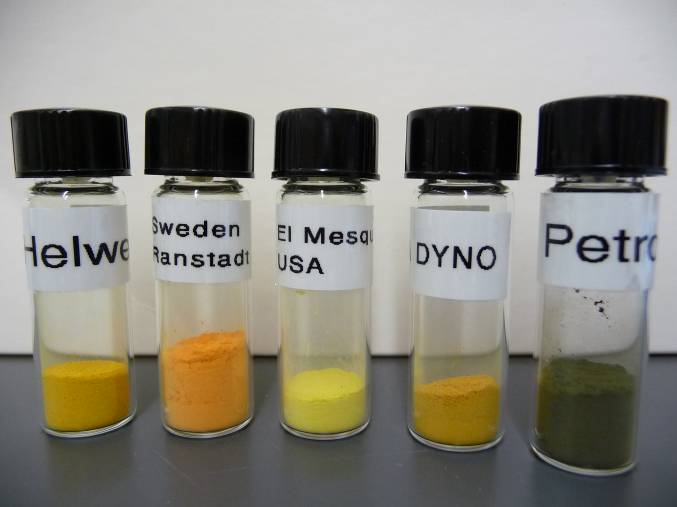 Helwe
Sweden
Ranstadt
El Mesqu
USA
DYNO
Petro